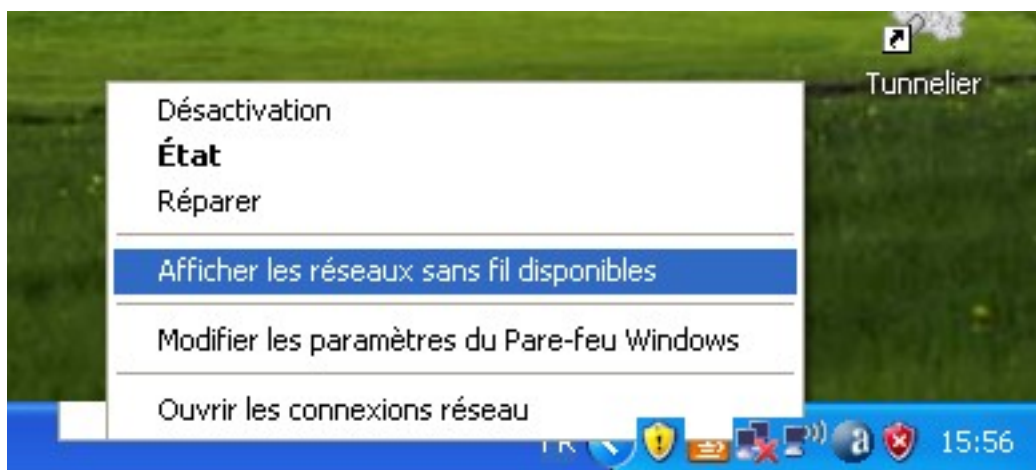 Tunnelier
Désactivation
État
Réparer
Afficher les réseaux sans fil disponibles
Modifier les paramètres du Pare-feu Windows
Ouvrir les connexions réseau
FR
15:56